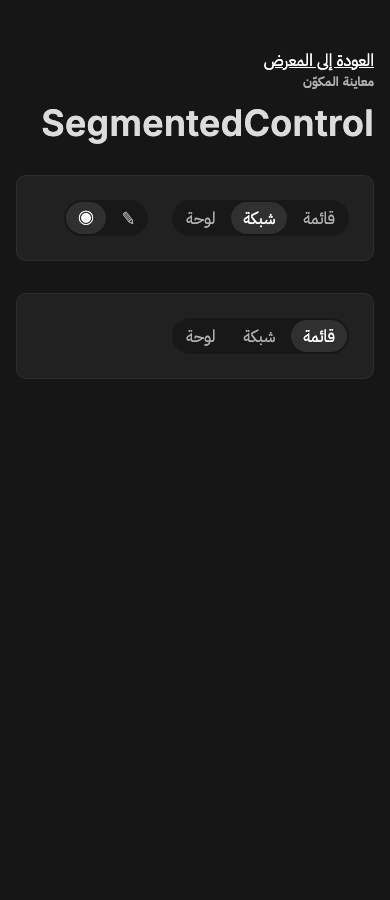 العودة إلى المعرض
معاينة المكوّن
SegmentedControl
قائمة شبكة لوحة ✎ ◉
قائمة شبكة لوحة